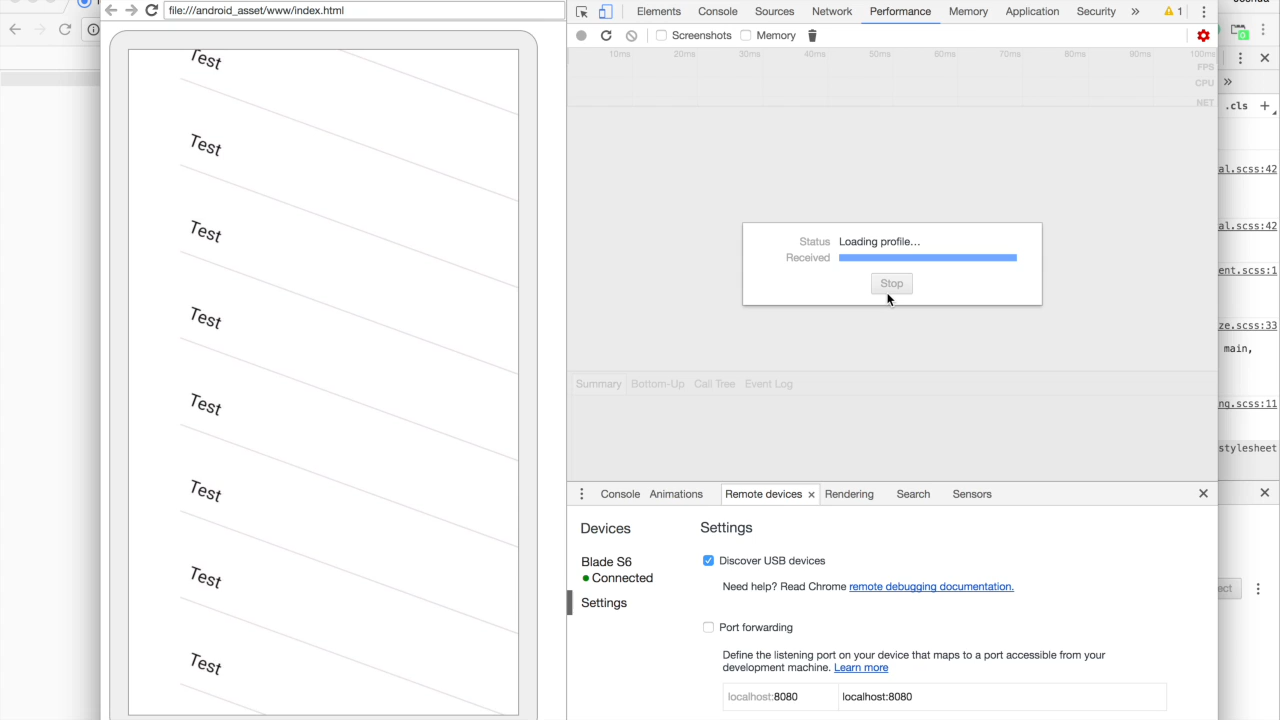 file:///android_asset/www/index.html
Elements Console Sources Network Performance Memory Application Security » 1
Screenshots Memory
10ms 20ms 30ms 40ms 50ms 60ms 70ms 80ms 90ms 100ms
FPS
CPU
NET
Test
Test
Test
Test
Test
Test
Test
Test
Status Loading profile…
Received
Stop
Summary Bottom-Up Call Tree Event Log
Console Animations Remote devices × Rendering Search Sensors
Devices
Blade S6
Connected
Settings
Settings
Discover USB devices
Need help? Read Chrome remote debugging documentation.
Port forwarding
Define the listening port on your device that maps to a port accessible from your
development machine. Learn more
localhost:8080 localhost:8080
»
.cls +
al.scss:42
al.scss:42
ent.scss:1
ze.scss:33
main,
ng.scss:11
stylesheet